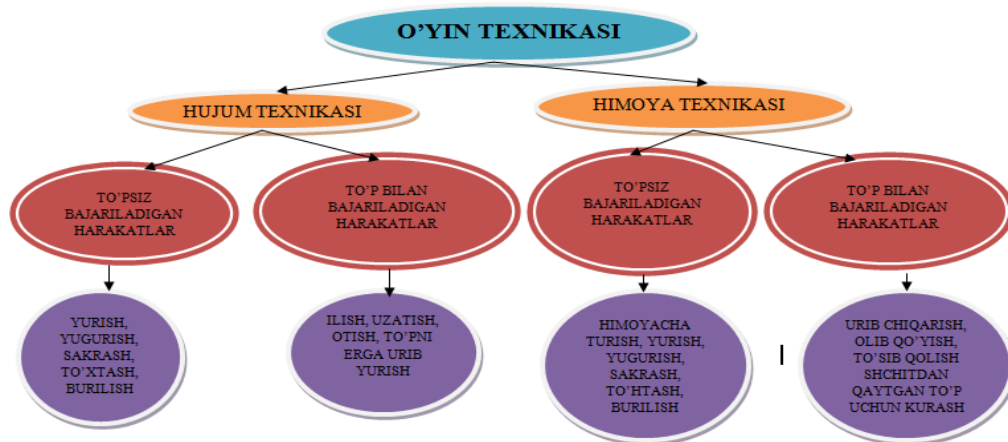 O'YIN TEXNIKASI
HUJUM TEXNIKASI
HIMOYA TEXNIKASI
TO'PSIZ
BAJARILADIGAN
HARAKATLAR
TO'P BILAN
BAJARILADIGAN
HARAKATLAR
TO'PSIZ
BAJARILADIGAN
HARAKATLAR
TO'P BILAN
BAJARILADIGAN
HARAKATLAR
YURISH,
YUGURISH,
SAKRASH,
TO'XTASH,
BURILISH
ILISH, UZATISH,
OTISH, TO'PNI
ERGA URIB
YURISH
HIMOYACHA
TURISH, YURISH,
YUGURISH,
SAKRASH,
TO'HTASH,
BURILISH
URIB CHIQARISH,
OLIB QO'YISH,
TO'SIB QOLISH
SHCHITDAN
QAYTGAN TO'P
UCHUN KURASH